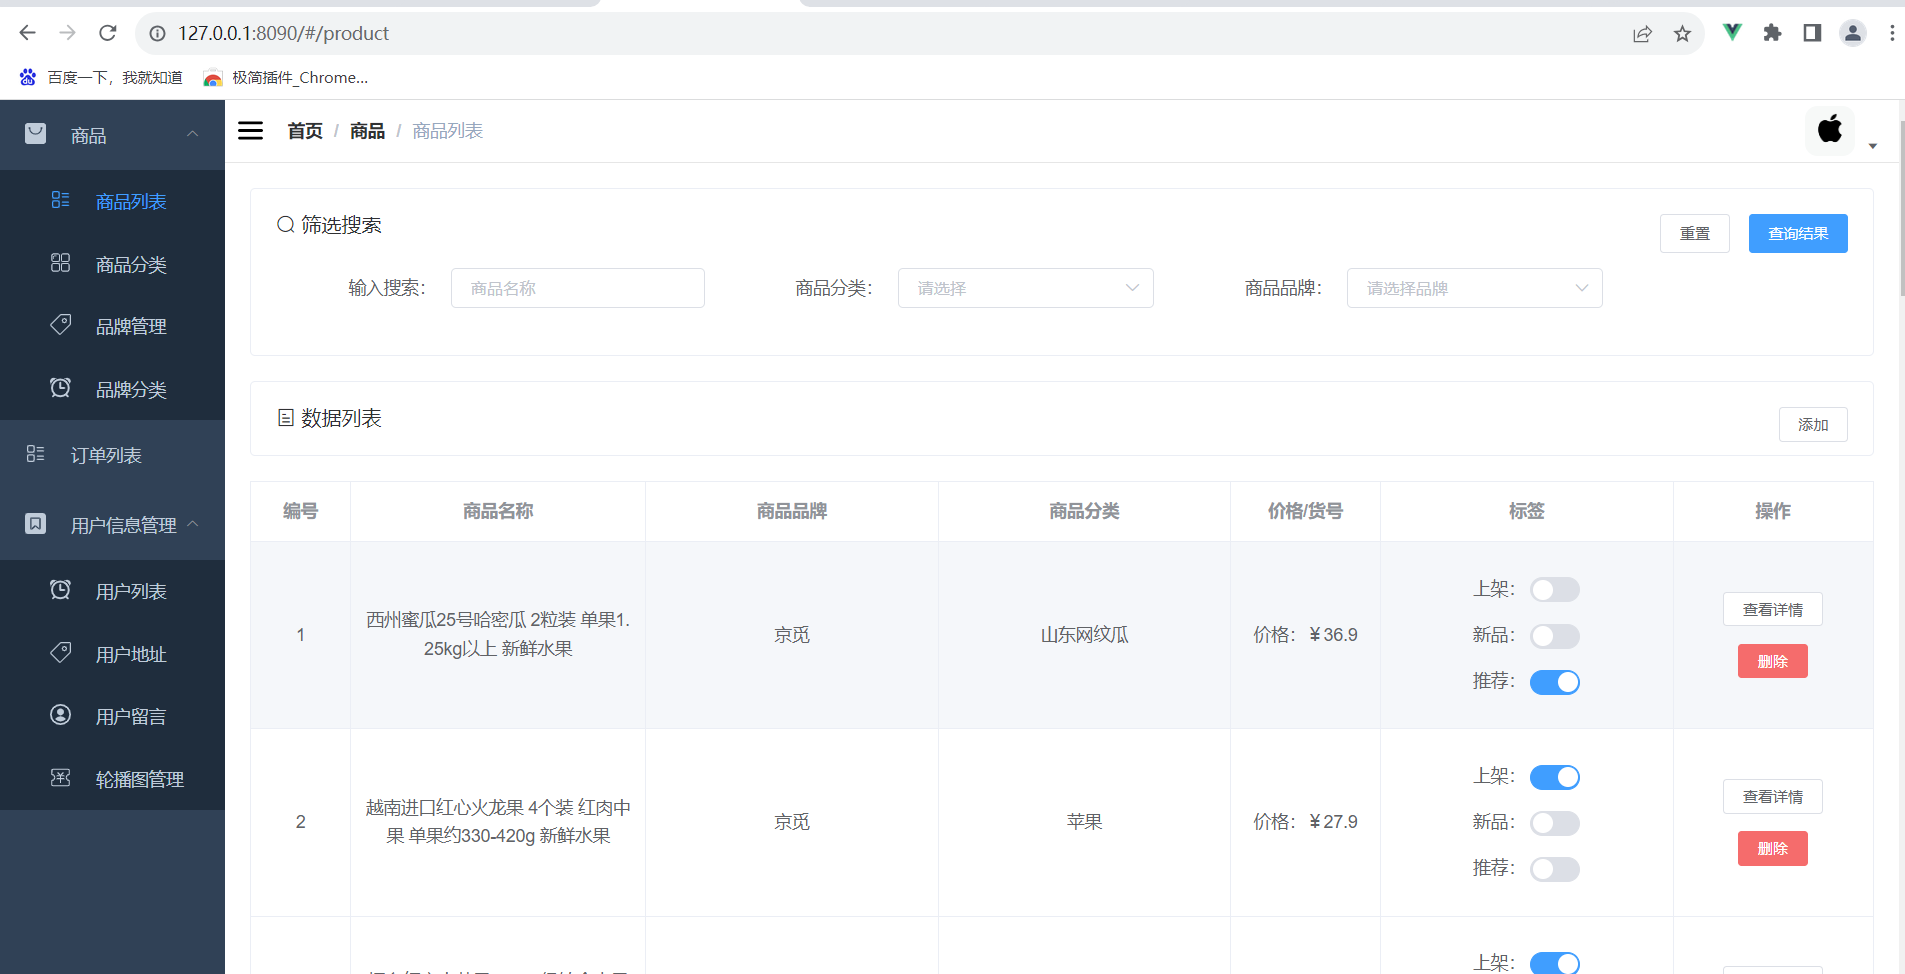 127.0.0.1:8090/#/product
百度一下，我就知道
极简插件_Chrome...
商品
商品列表
商品分类
品牌管理
品牌分类
订单列表
用户信息管理
用户列表
用户地址
用户留言
轮播图管理
首页 / 商品 / 商品列表
筛选搜索
重置
查询结果
输入搜索：
商品名称
商品分类：
请选择
商品品牌：
请选择品牌
数据列表
添加
编号 商品名称 商品品牌 商品分类 价格/货号 标签 操作
1
西州蜜瓜25号哈密瓜 2粒装 单果1.
25kg以上 新鲜水果
京觅
山东网纹瓜
价格：￥36.9
上架：
新品：
推荐：
查看详情
删除
2
越南进口红心火龙果 4个装 红肉中
果 单果约330-420g 新鲜水果
京觅
苹果
价格：￥27.9
上架：
新品：
推荐：
查看详情
删除
上架：